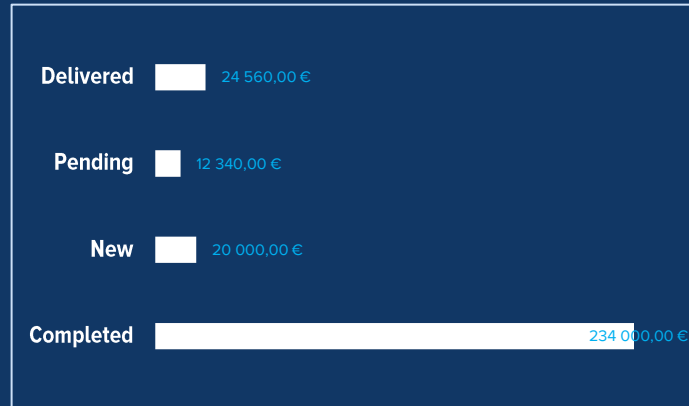 Delivered 24 560,00 €
Pending 12 340,00 €
New 20 000,00 €
Completed 234 000,00 €